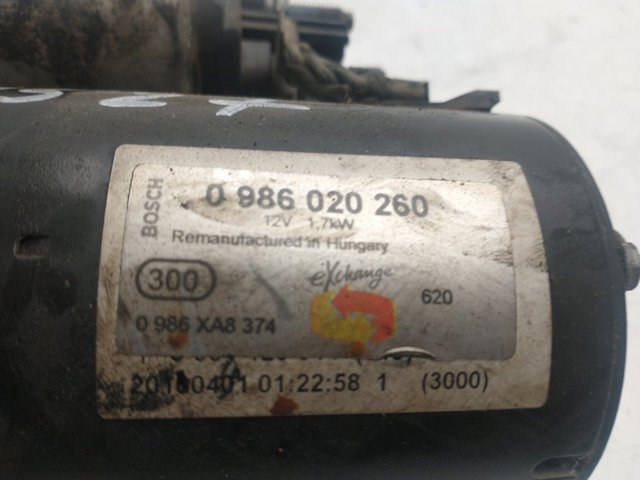 BOSCH
0 986 020 260
12V 1,7kW
Remanufactured in Hungary
300
eXchange
620
0 986 XA8 374
01:22:58 1 (3000)